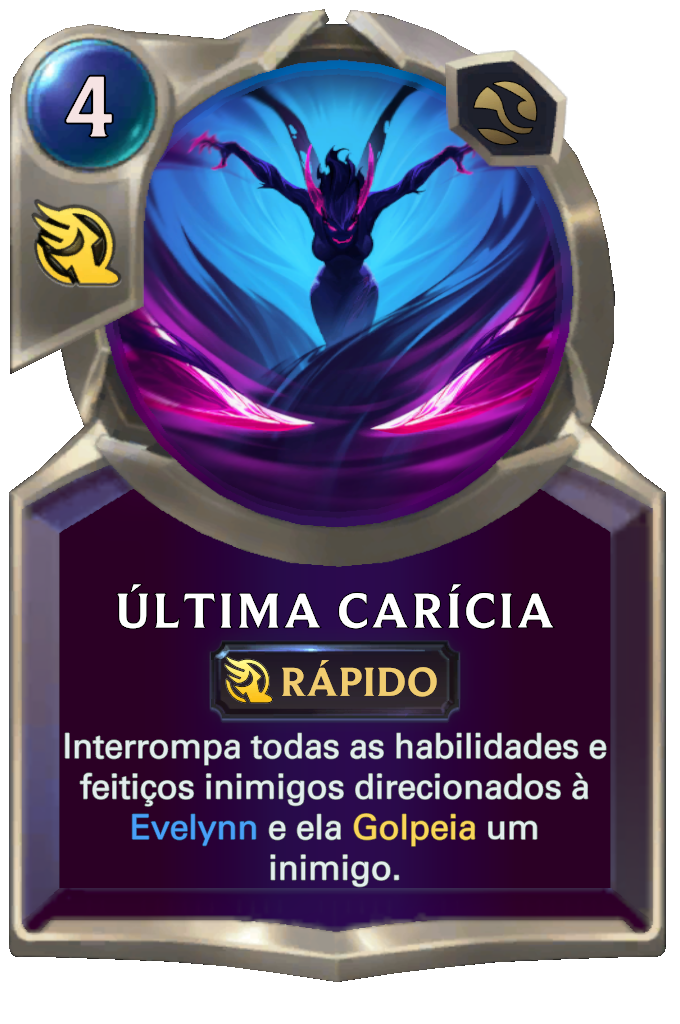 4
ÚLTIMA CARÍCIA
RÁPIDO
Interrompa todas as habilidades e
feitiços inimigos direcionados à
Evelynn e ela Golpeia um
inimigo.